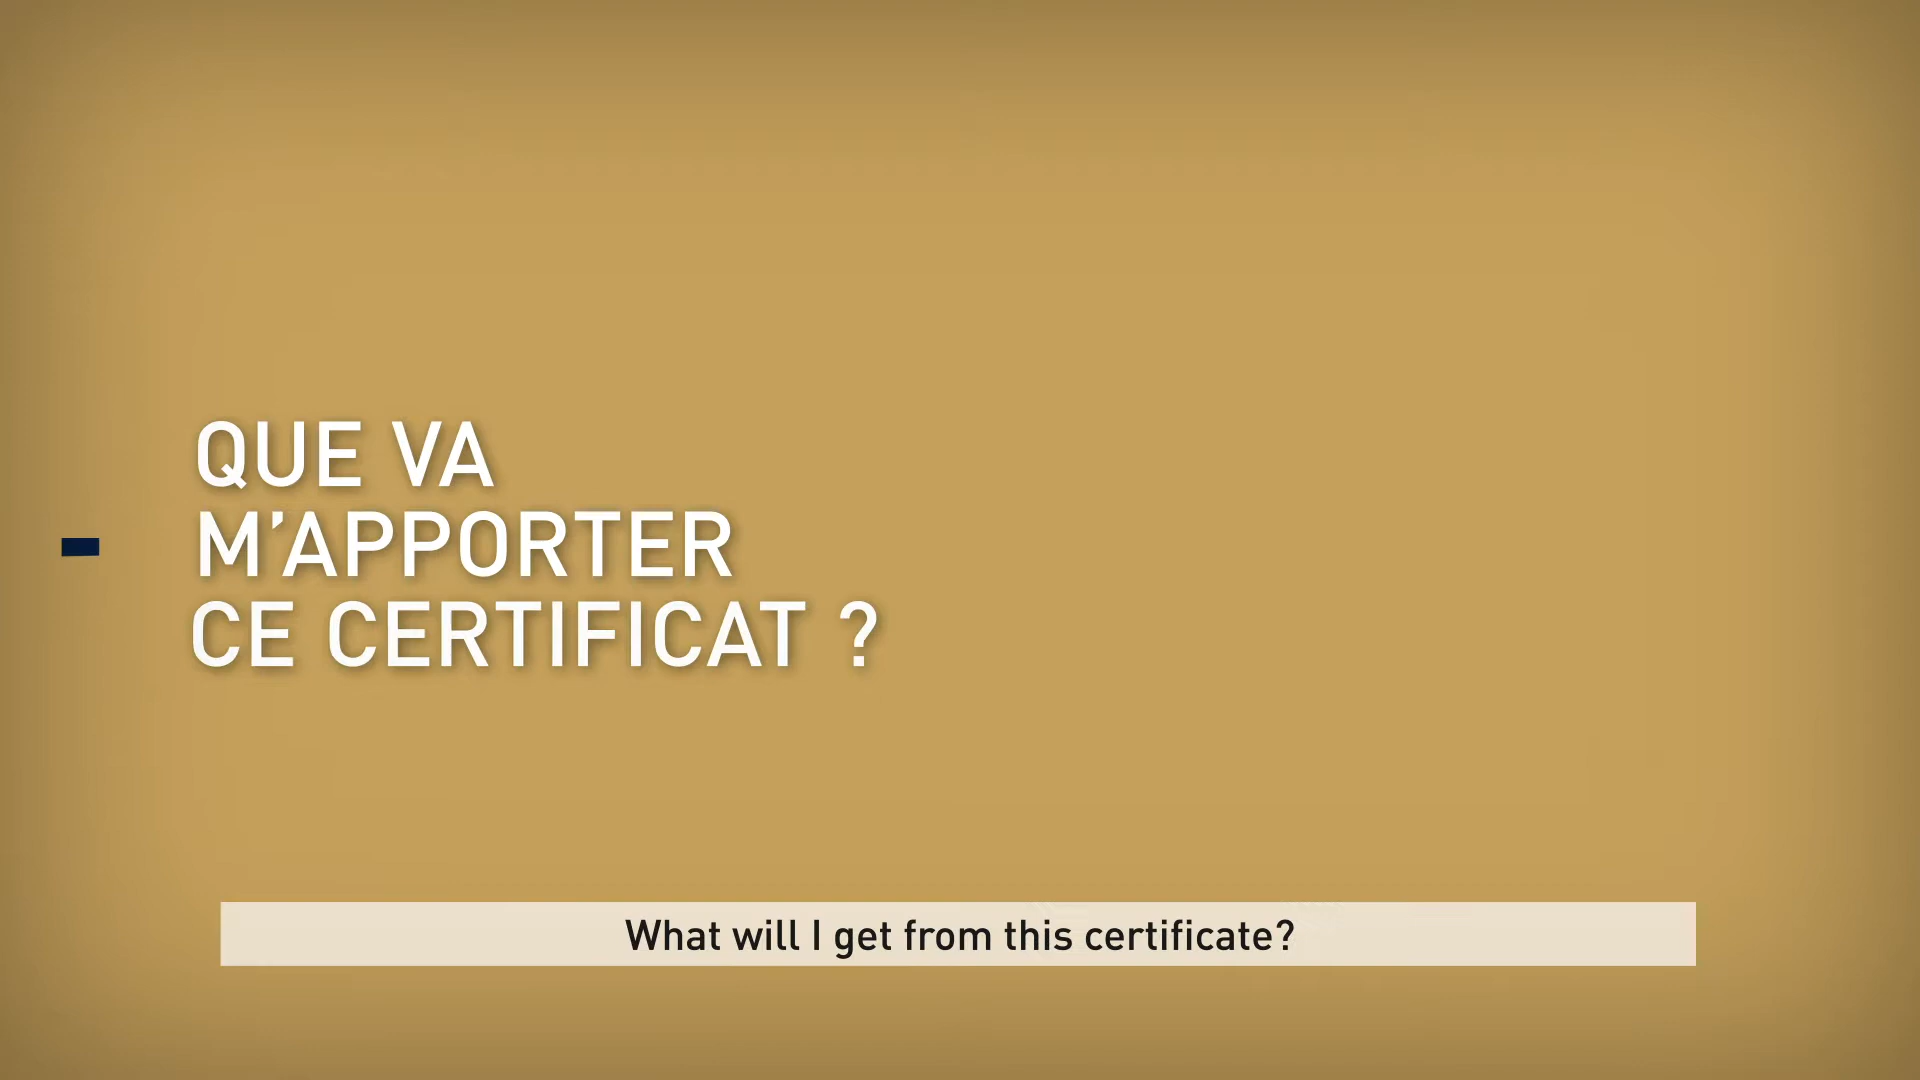 QUE VA
M’APPORTER
CE CERTIFICAT ?
What will I get from this certificate?